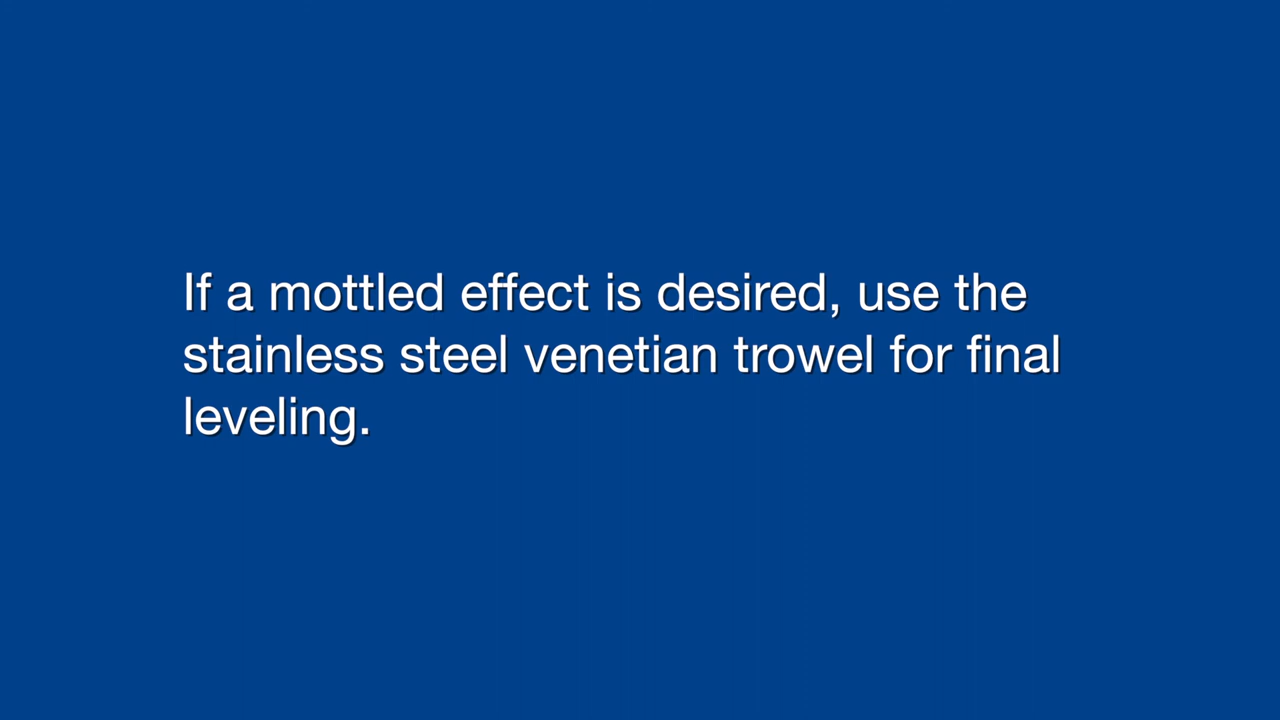 If a mottled effect is desired, use the
stainless steel venetian trowel for final
leveling.